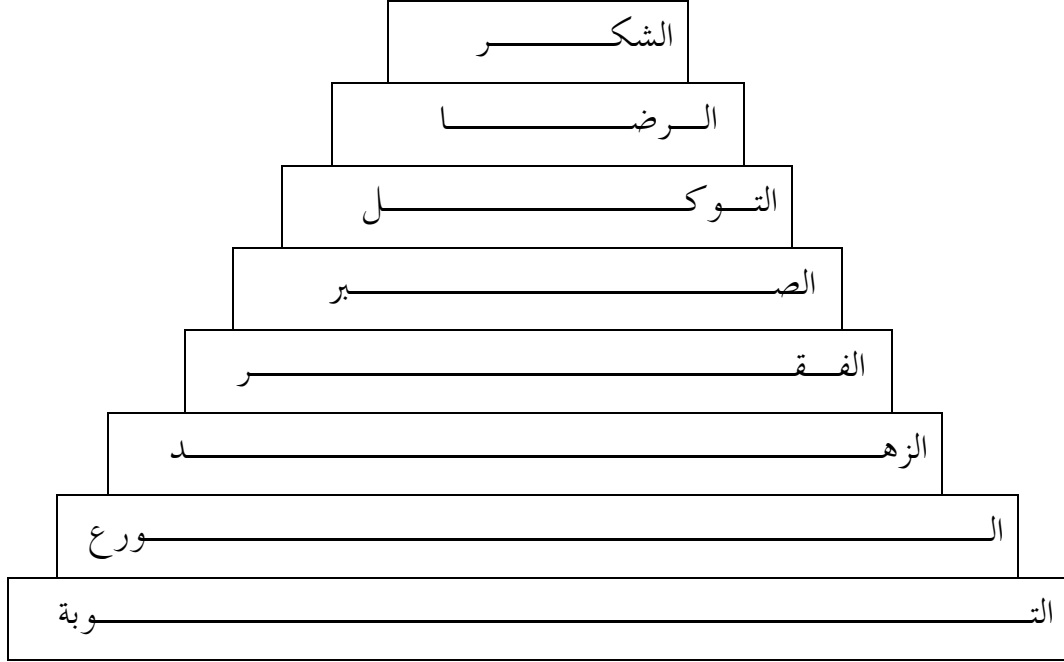 الشكر
الرضا
التوكل
الصبر
الفقر
الزهد
الورع
التوبة